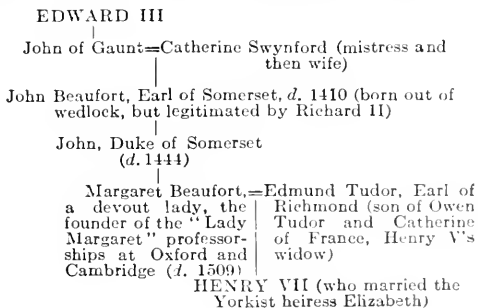 EDWARD III
John of Gaunt=Catherine Swynford (mistress and
then wife)
John Beaufort, Earl of Somerset, d. 1410 (born out of
wedlock, but legitimated by Richard II)
John, Duke of Somerset
(d. 1444)
Margaret Beaufort,=Edmund Tudor, Earl of
a devout lady, the Richmond (son of Owen
founder of the "Lady Tudor and Catherine
Margaret" professor- of France, Henry V's
ships at Oxford and widow)
Cambridge (d. 1509)
HENRY VII (who married the
Yorkist heiress Elizabeth)